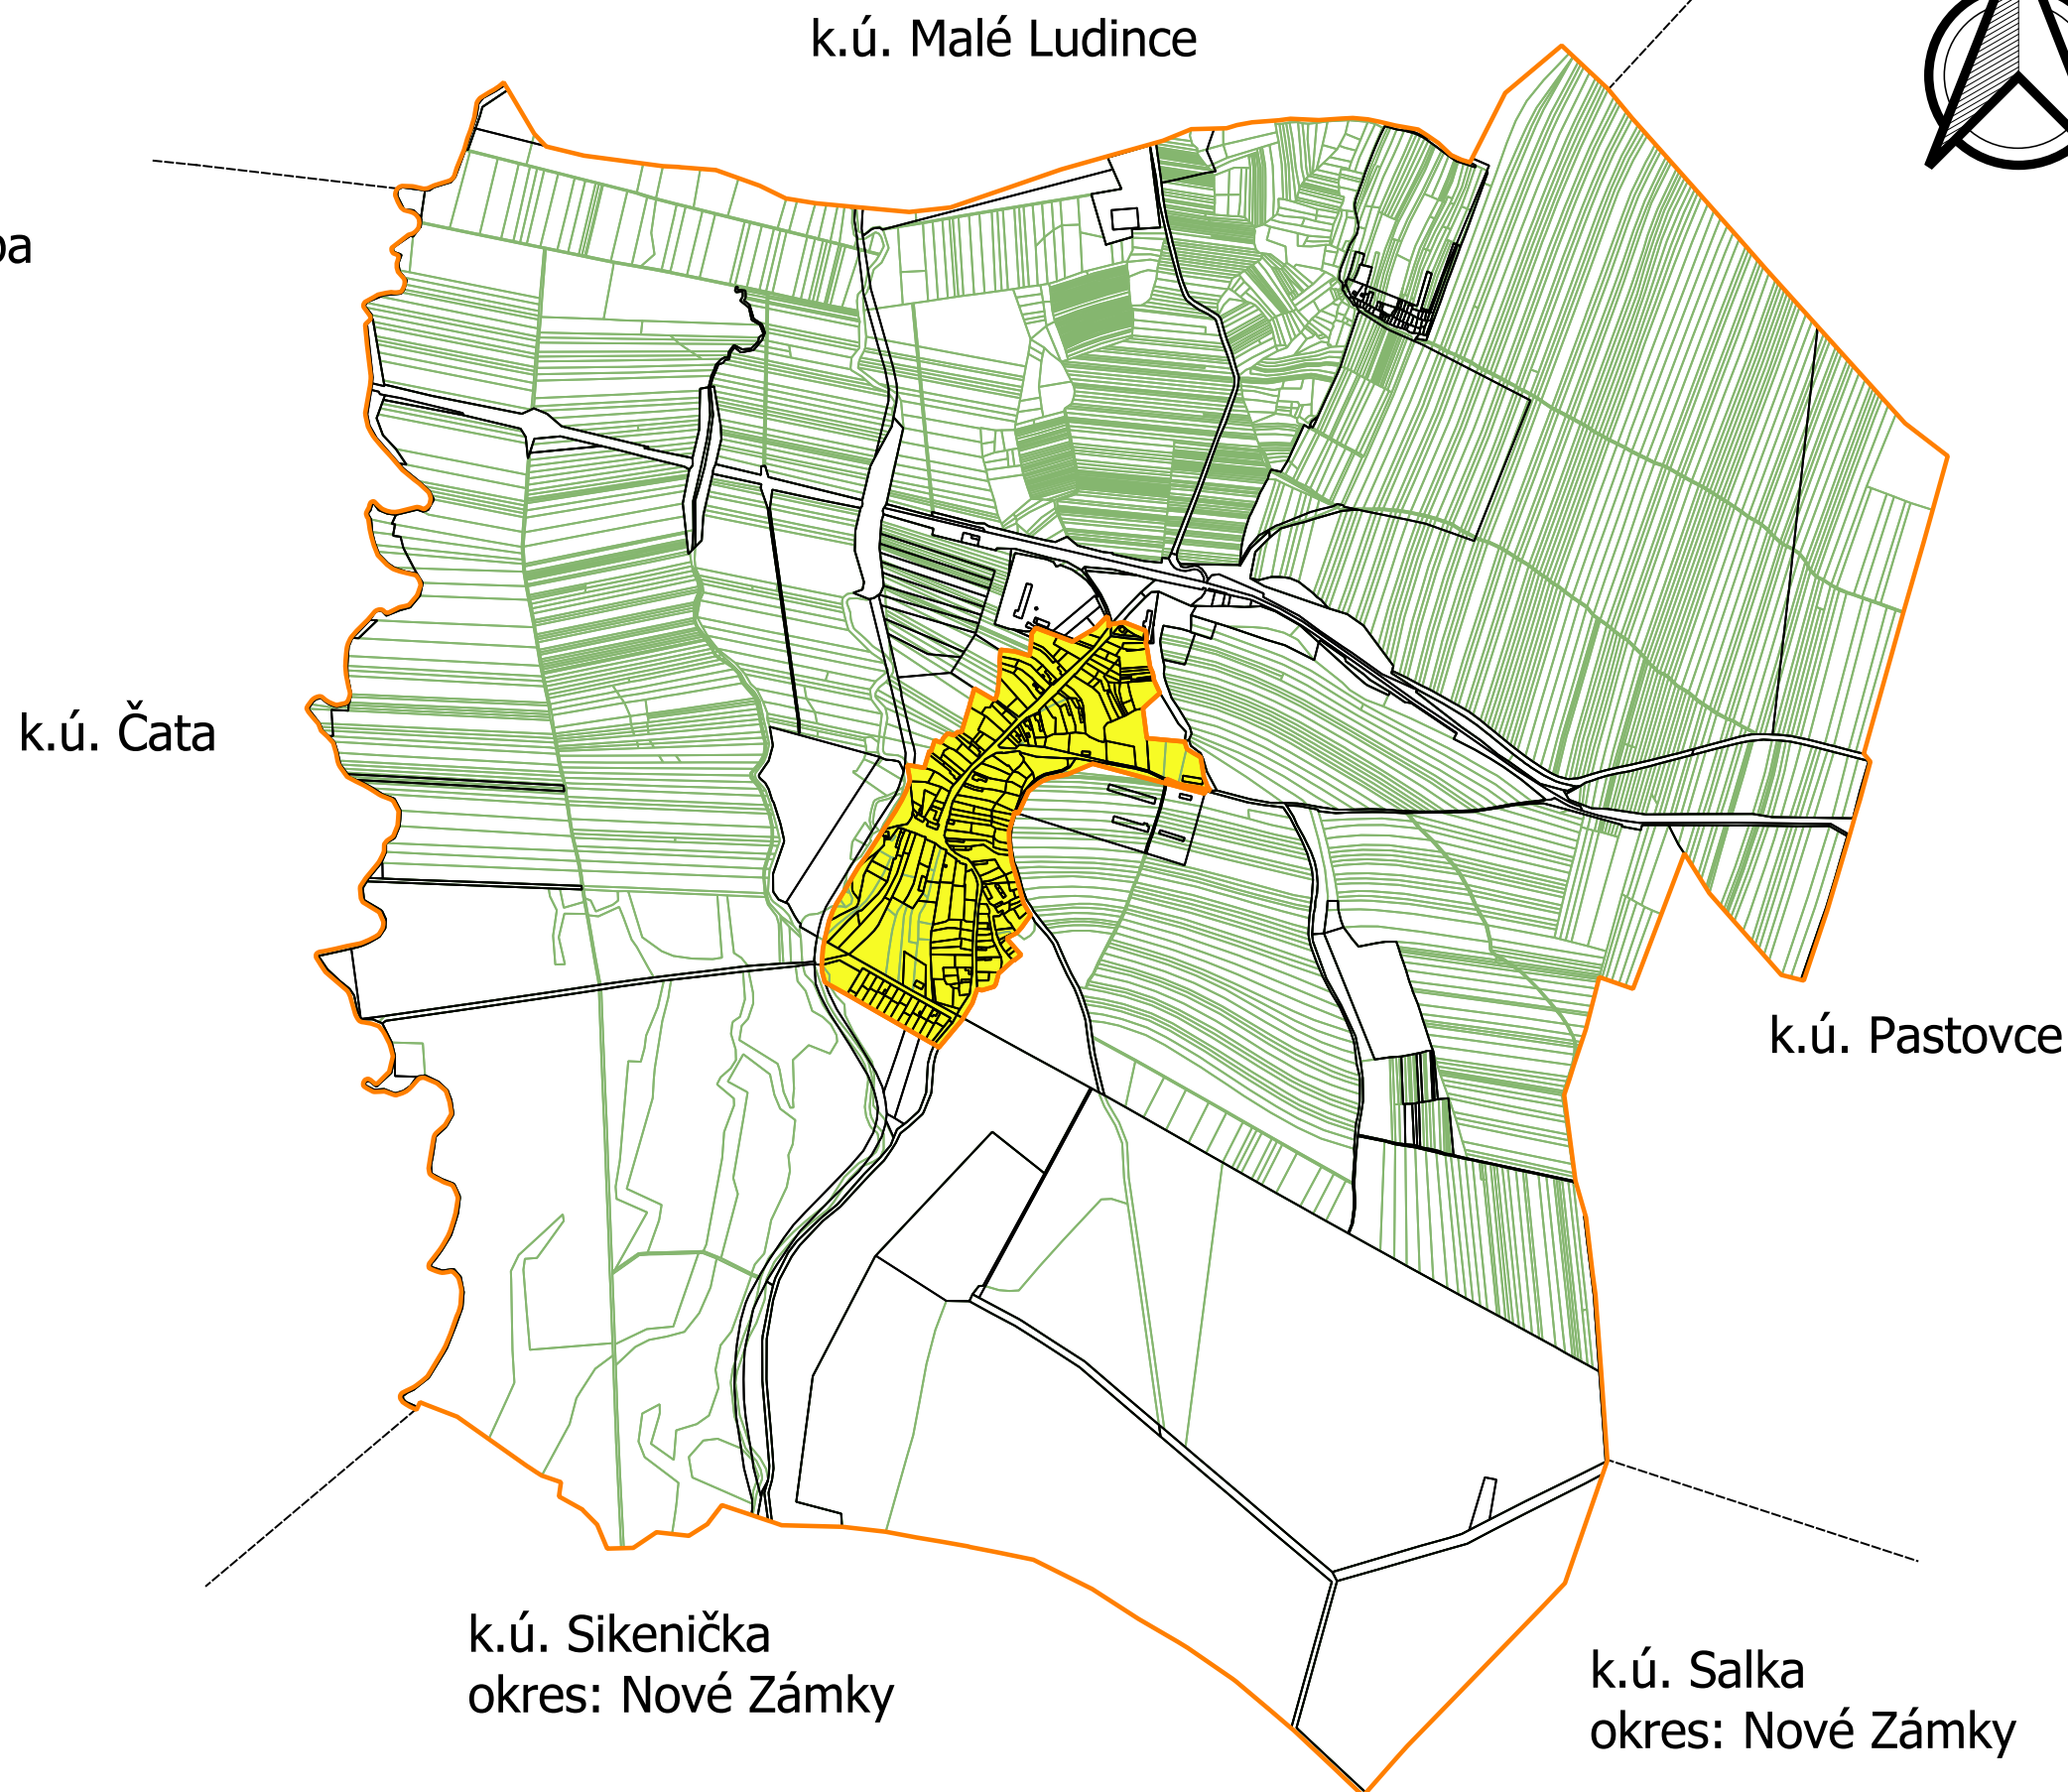 k.ú. Malé Ludince
k.ú. Čata
k.ú. Pastovce
k.ú. Sikenička
okres: Nové Zámky
k.ú. Salka
okres: Nové Zámky